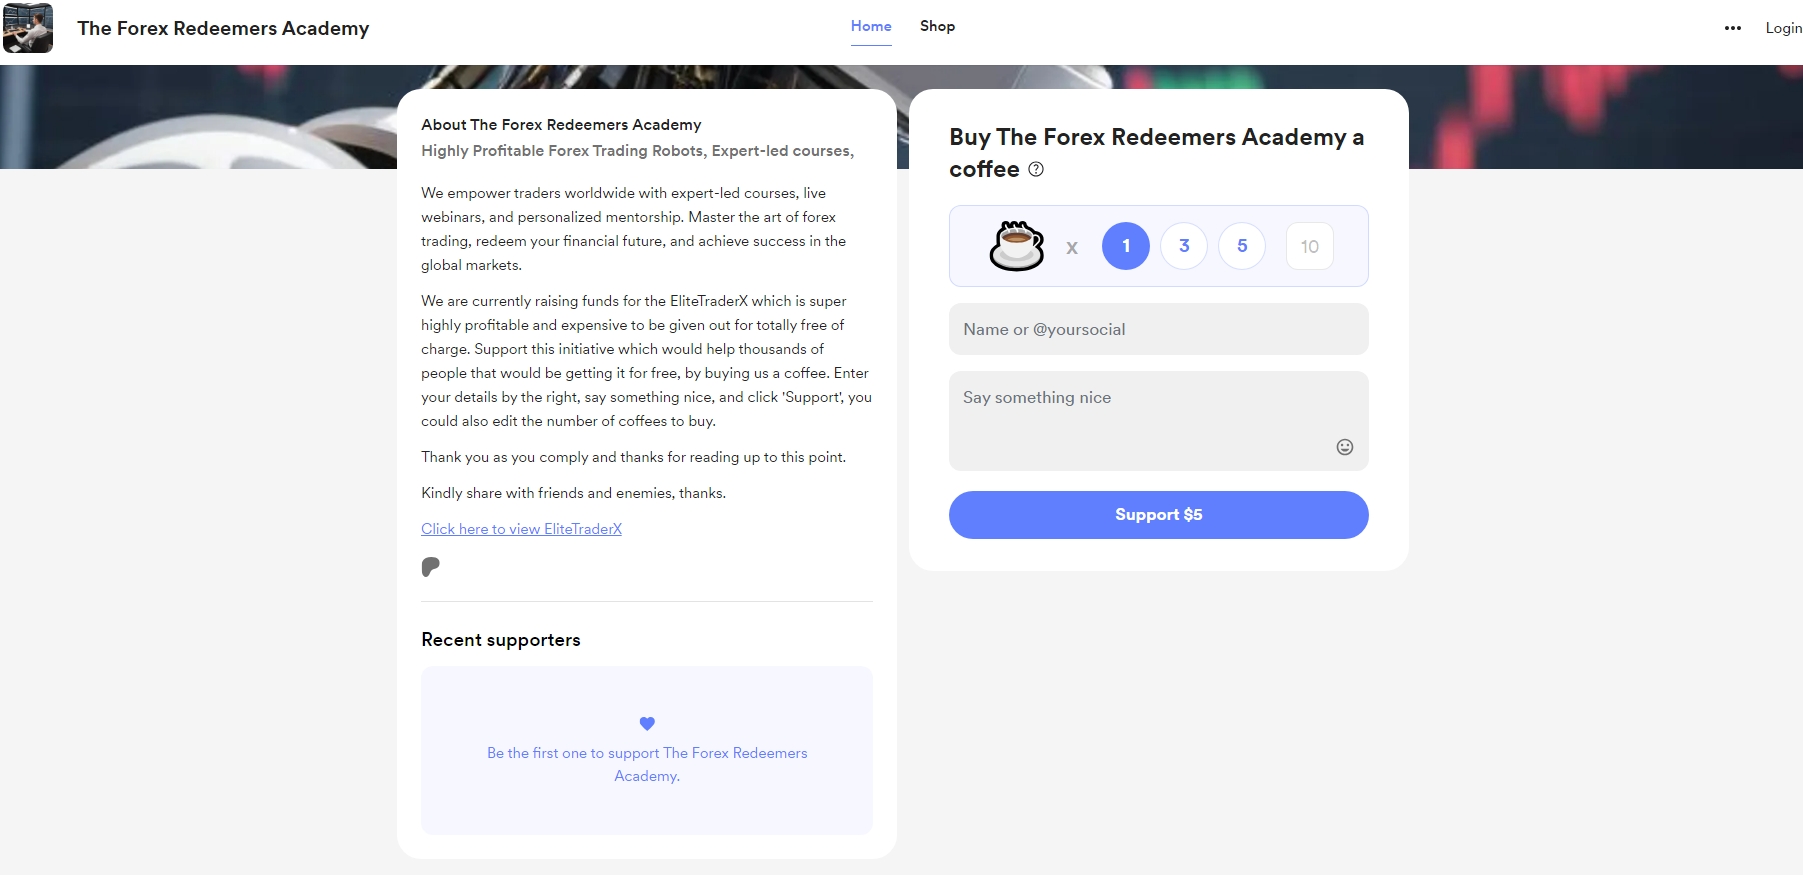 The Forex Redeemers Academy
Home
Shop
Login
About The Forex Redeemers Academy
Highly Profitable Forex Trading Robots, Expert-led courses,
We empower traders worldwide with expert-led courses, live
webinars, and personalized mentorship. Master the art of forex
trading, redeem your financial future, and achieve success in the
global markets.
We are currently raising funds for the EliteTraderX which is super
highly profitable and expensive to be given out for totally free of
charge. Support this initiative which would help thousands of
people that would be getting it for free, by buying us a coffee. Enter
your details by the right, say something nice, and click 'Support', you
could also edit the number of coffees to buy.
Thank you as you comply and thanks for reading up to this point.
Kindly share with friends and enemies, thanks.
Click here to view EliteTraderX
Recent supporters
Be the first one to support The Forex Redeemers
Academy.
Buy The Forex Redeemers Academy a
coffee ?
x 1 3 5 10
Name or @yoursocial
Say something nice
Support $5